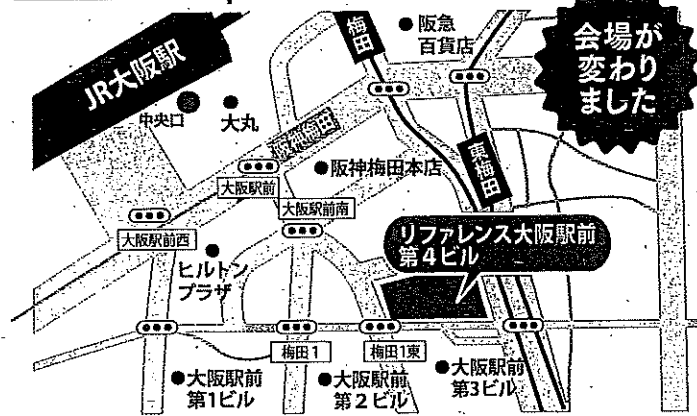 JR大阪駅
中央口
大丸
梅田
阪急
百貨店
会場が
変わり
ました
阪神梅田本店
東梅田
大阪駅前
大阪駅前南
大阪駅前西
ヒルトン
プラザ
リファレンス大阪駅前
第4ビル
梅田1
梅田1東
大阪駅前
第1ビル
大阪駅前
第2ビル
大阪駅前
第3ビル